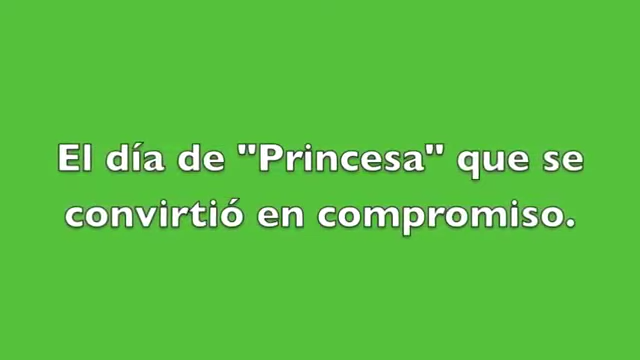 El día de "Princesa" que se
convirtió en compromiso.